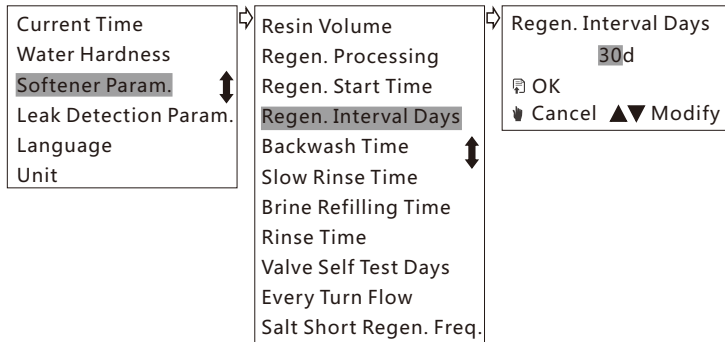 Current Time
Water Hardness
Softener Param.
Leak Detection Param.
Language
Unit
Resin Volume
Regen. Processing
Regen. Start Time
Regen. Interval Days
Backwash Time
Slow Rinse Time
Brine Refilling Time
Rinse Time
Valve Self Test Days
Every Turn Flow
Salt Short Regen. Freq.
Regen. Interval Days
30d
OK
Cancel ▲▼ Modify